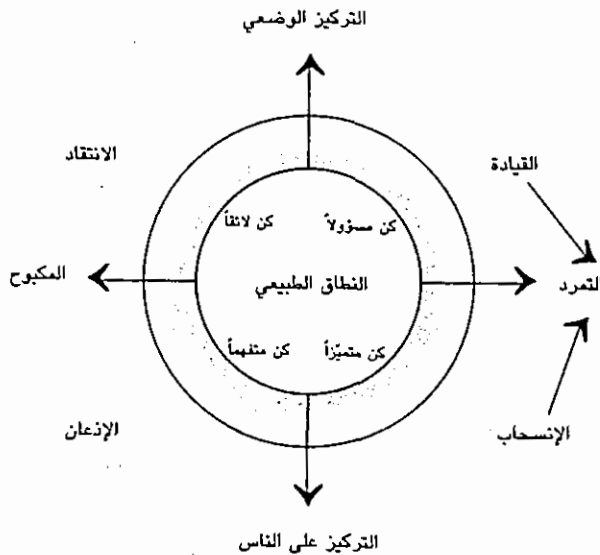 التركيز الوضعي
القيادة
الانتقاد
كن مسؤولاً
كن لائقاً
التمرد
النطاق الطبيعي
المكبوح
كن متميّزاً
كن متفهماً
الإنسحاب
الإذعان
التركيز على الناس